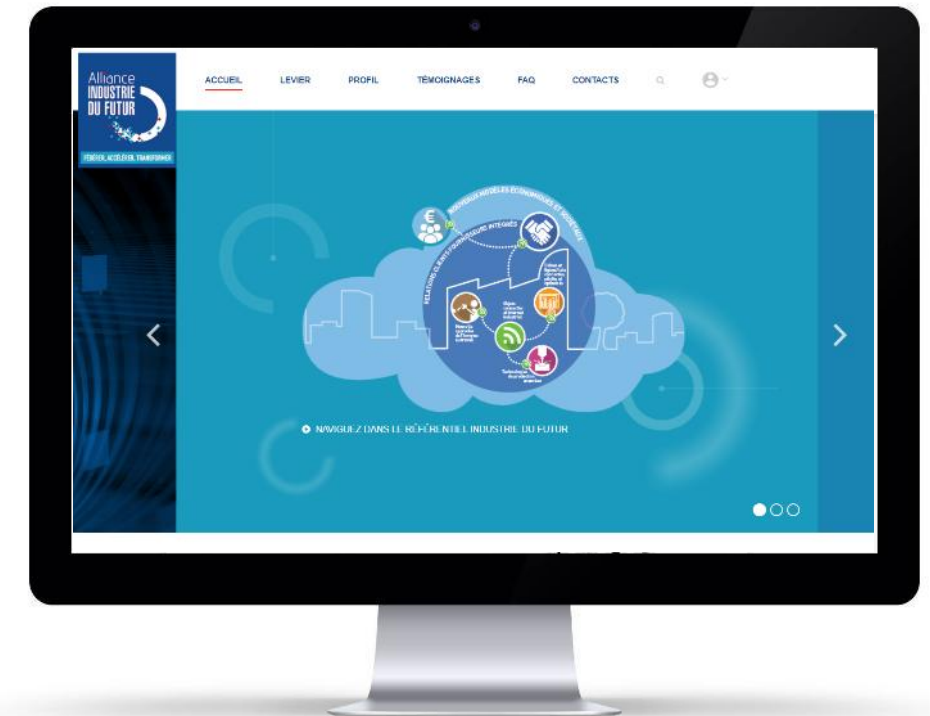 Alliance
INDUSTRIE
DU FUTUR
FÉDÉRER, ACCÉLÉRER, TRANSFORMER
ACCUEIL
LEVIER
PROFIL
TÉMOIGNAGES
FAQ
CONTACTS
NOUVEAUX MODÈLES ÉCONOMIQUES ET SOCIÉTAUX
RELATIONS CLIENTS-FOURNISSEURS INTÉGRÉS
NAVIGUEZ DANS LE RÉFÉRENTIEL INDUSTRIE DU FUTUR